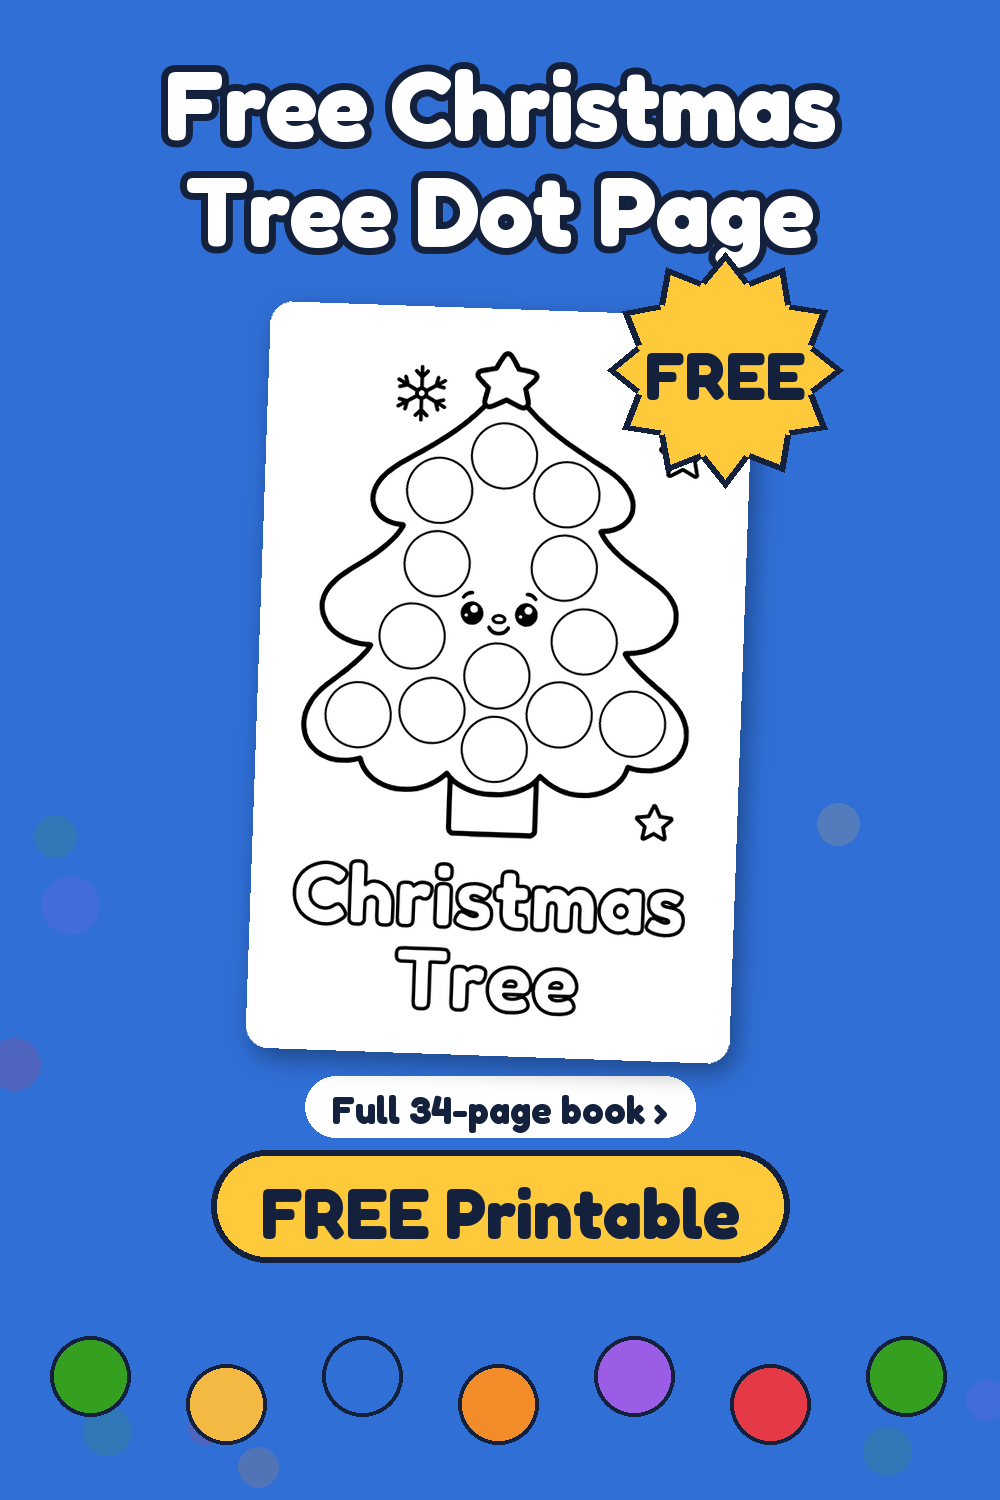 Free Christmas
Tree Dot Page
FREE
Christmas
Tree
Full 34-page book ›
FREE Printable